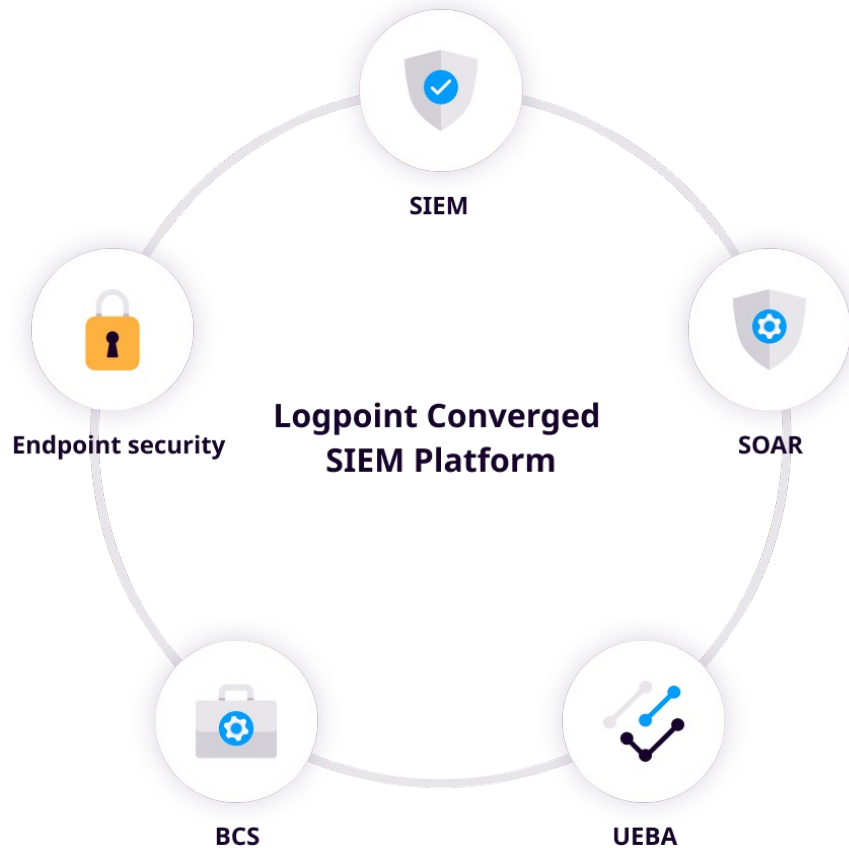 SIEM
Endpoint security
SOAR
Logpoint Converged
SIEM Platform
BCS
UEBA